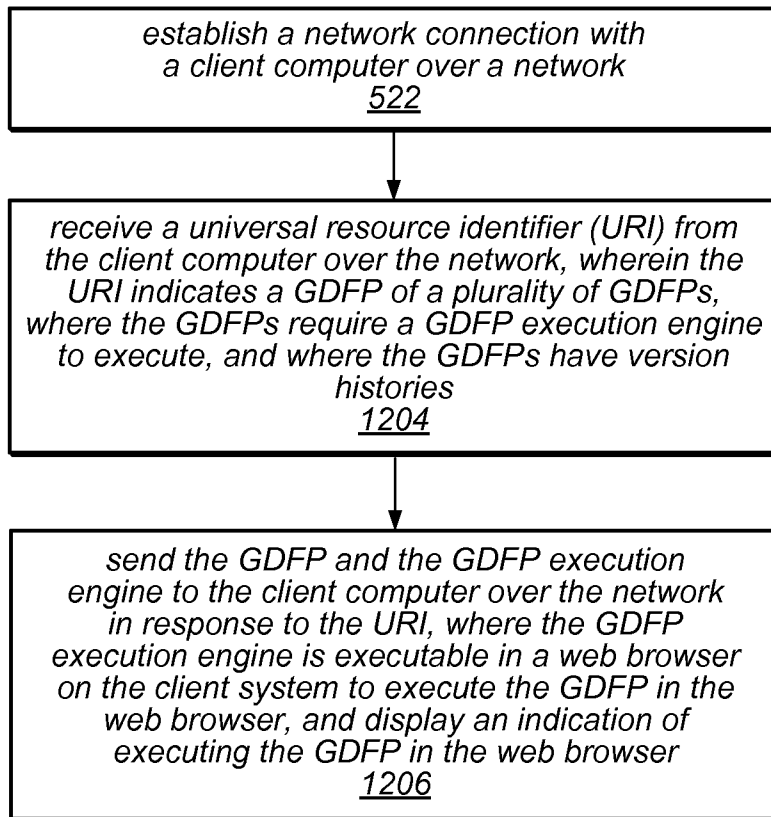 establish a network connection with
a client computer over a network
522
receive a universal resource identifier (URI) from
the client computer over the network, wherein the
URI indicates a GDFP of a plurality of GDFPs,
where the GDFPs require a GDFP execution engine
to execute, and where the GDFPs have version
histories
1204
send the GDFP and the GDFP execution
engine to the client computer over the network
in response to the URI, where the GDFP
execution engine is executable in a web browser
on the client system to execute the GDFP in the
web browser, and display an indication of
executing the GDFP in the web browser
1206